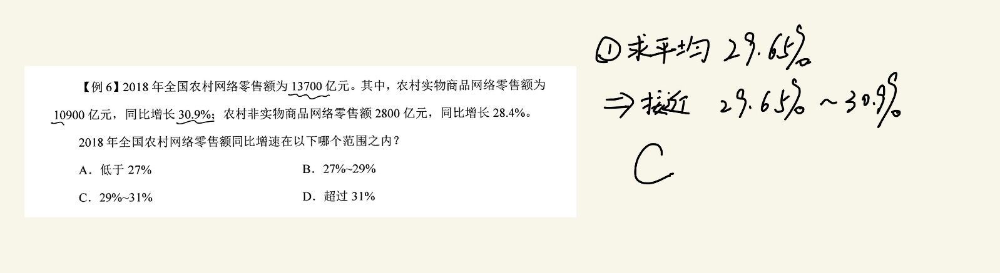 【例 6】2018 年全国农村网络零售额为 13700 亿元。其中，农村实物商品网络零售额为
10900 亿元，同比增长 30.9%；农村非实物商品网络零售额 2800 亿元，同比增长 28.4%。
2018 年全国农村网络零售额同比增速在以下哪个范围之内？
A．低于 27%
B．27%~29%
C．29%~31%
D．超过 31%
①求平均 29.65%
⇒接近 29.65%~30.9%
C